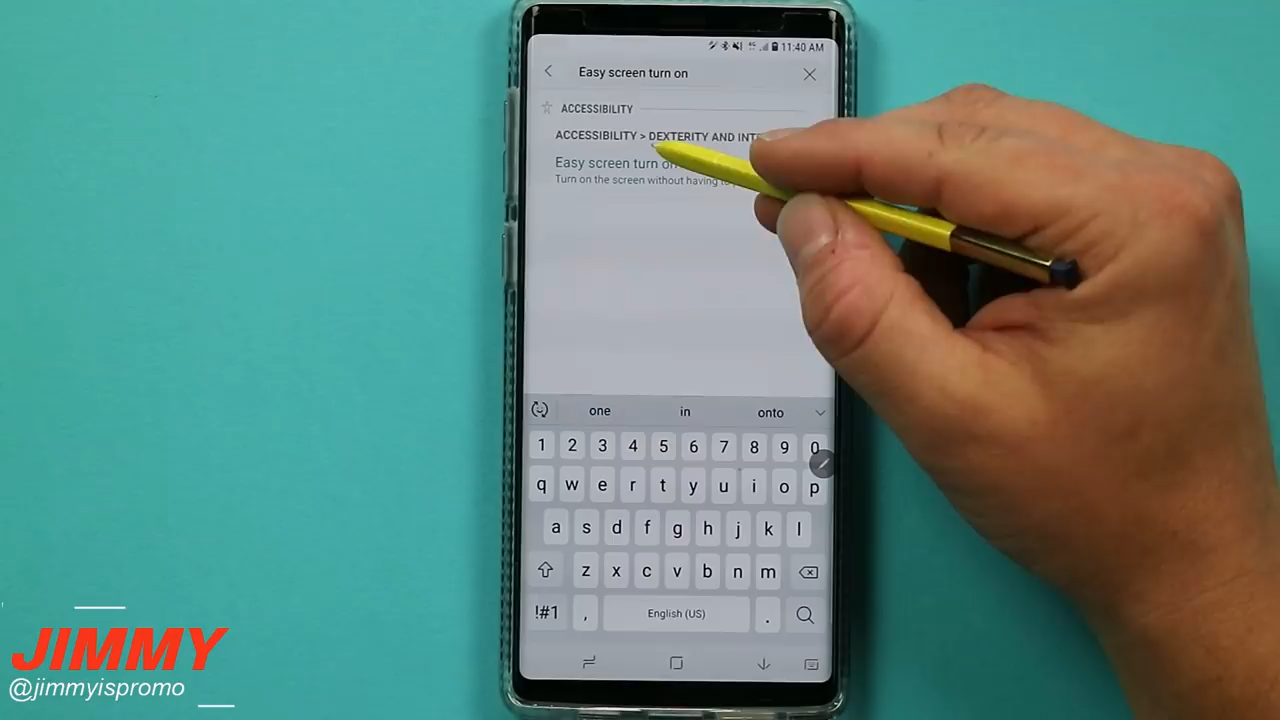 11:40 AM
Easy screen turn on
ACCESSIBILITY
ACCESSIBILITY > DEXTERITY AND
Easy screen turn on
Turn on the screen without having
one in onto
1 2 3 4 5 6 7 8 9 0
q w e r t y u i o p
a s d f g h j k l
z x c v b n m
!#1 , English (US) .
JIMMY
@jimmyispromo